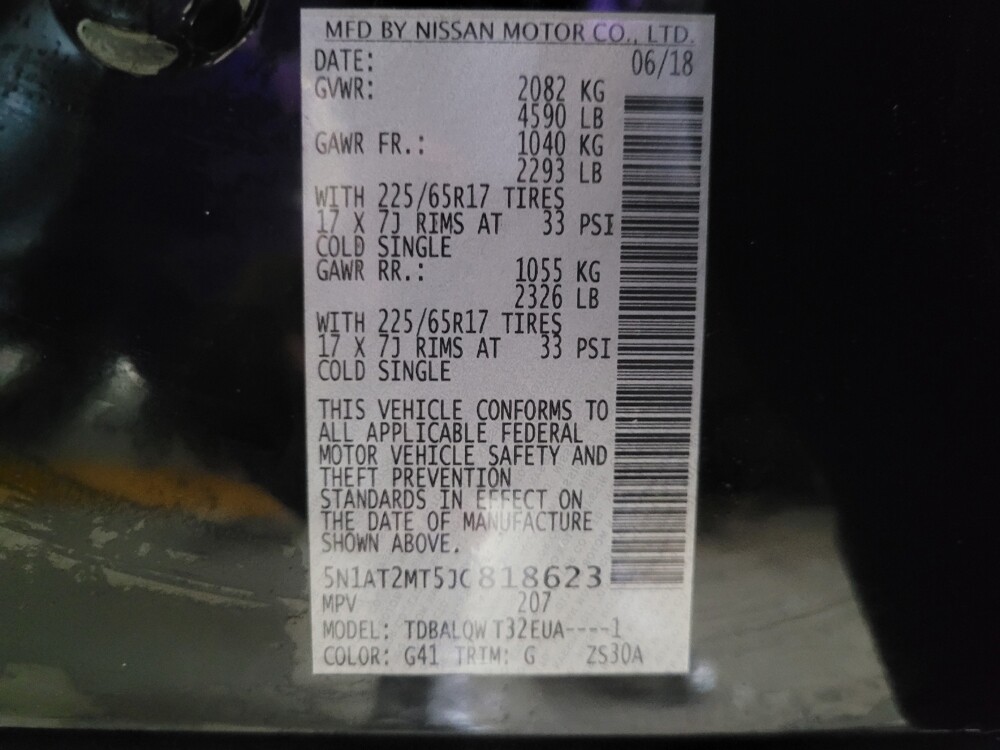 MFD BY NISSAN MOTOR CO., LTD.
DATE: 06/18
GVWR: 2082 KG
4590 LB
GAWR FR.: 1040 KG
2293 LB
WITH 225/65R17 TIRES
17 X 7J RIMS AT 33 PSI
COLD SINGLE
GAWR RR.: 1055 KG
2326 LB
WITH 225/65R17 TIRES
17 X 7J RIMS AT 33 PSI
COLD SINGLE
THIS VEHICLE CONFORMS TO
ALL APPLICABLE FEDERAL
MOTOR VEHICLE SAFETY AND
THEFT PREVENTION
STANDARDS IN EFFECT ON
THE DATE OF MANUFACTURE
SHOWN ABOVE.
5N1AT2MT5JC818623
MPV 207
MODEL: TDBALQW T32EUA----1
COLOR: G41 TRIM: G ZS30A